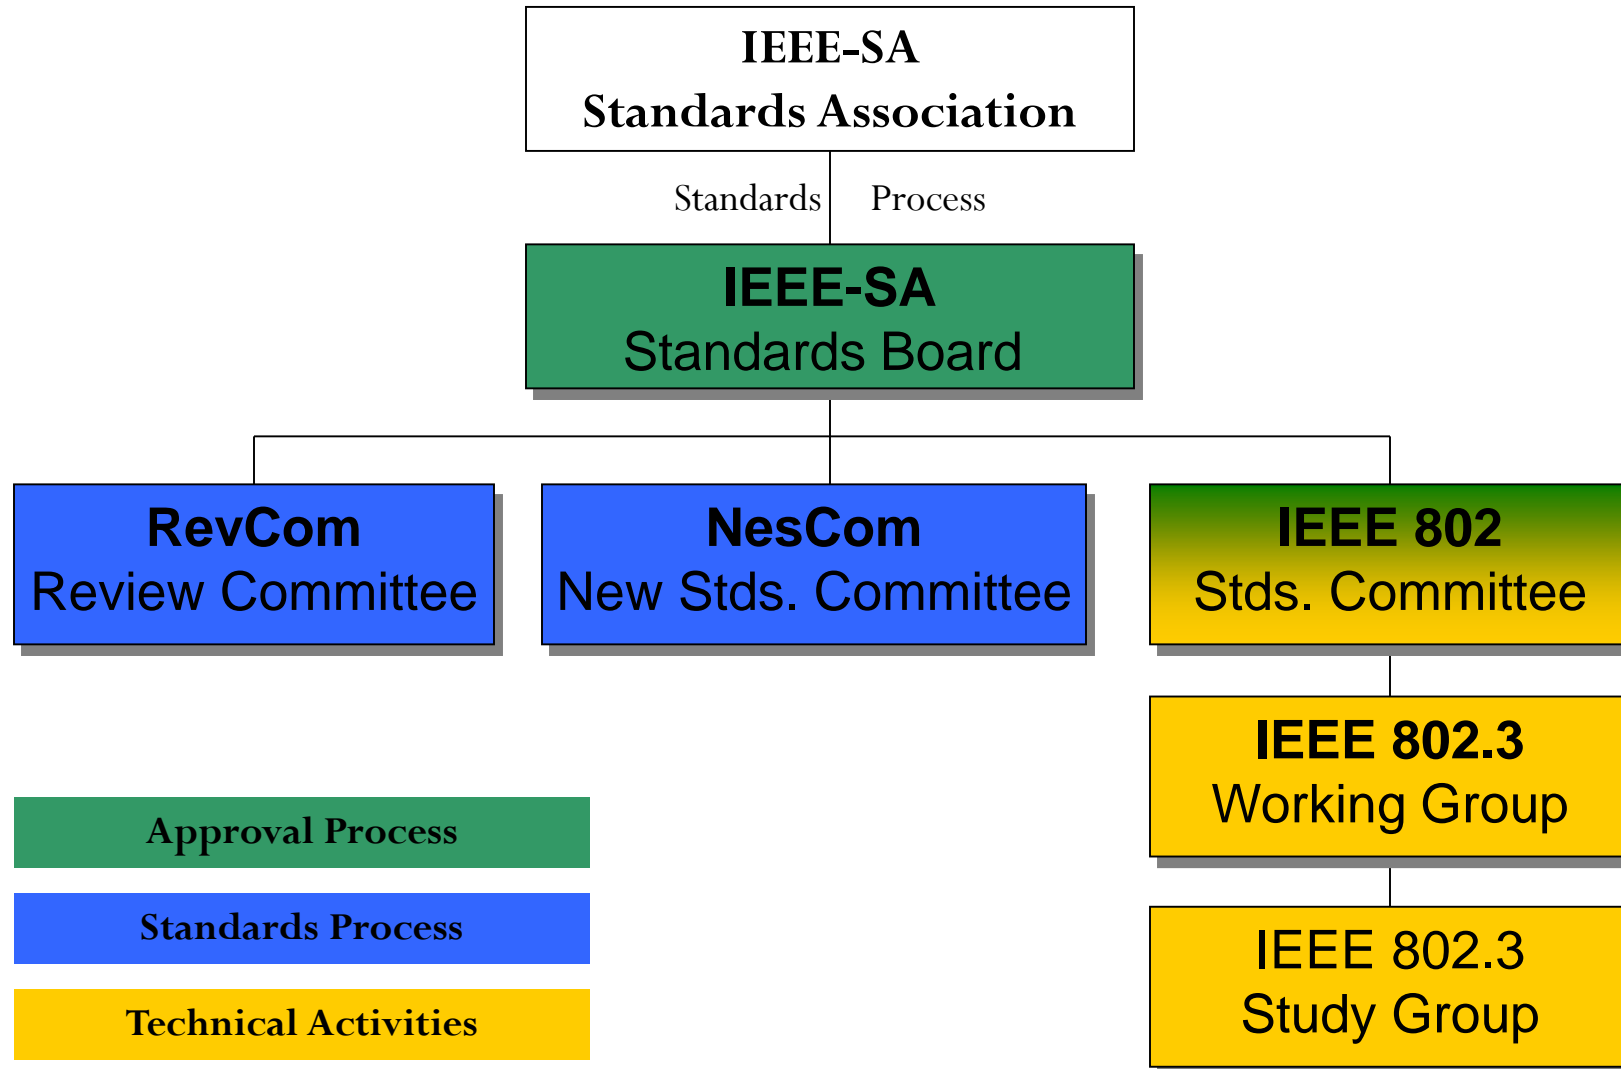 IEEE-SA
Standards Association
Standards Process
IEEE-SA
Standards Board
RevCom
Review Committee
NesCom
New Stds. Committee
IEEE 802
Stds. Committee
IEEE 802.3
Working Group
IEEE 802.3
Study Group
Approval Process
Standards Process
Technical Activities